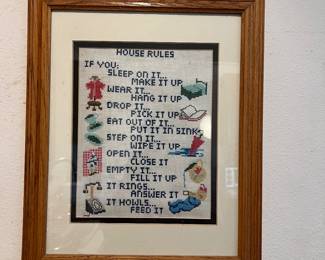 HOUSE RULES
IF YOU:
SLEEP ON IT...
MAKE IT UP
WEAR IT...
HANG IT UP
DROP IT...
PICK IT UP
EAT OUT OF IT...
PUT IT IN SINK
STEP ON IT...
WIPE IT UP
OPEN IT...
CLOSE IT
EMPTY IT...
FILL IT UP
IT RINGS...
ANSWER IT
IT HOWLS...
FEED IT